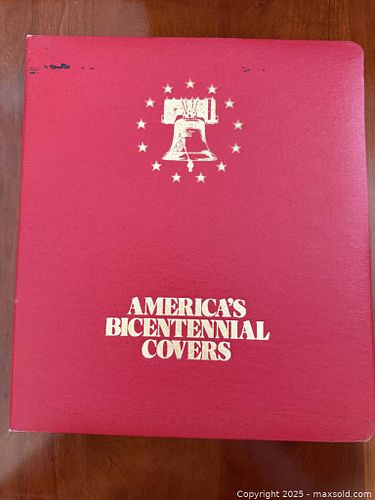 AMERICA'S
BICENTENNIAL
COVERS
Copyright 2025 - maxsold.com